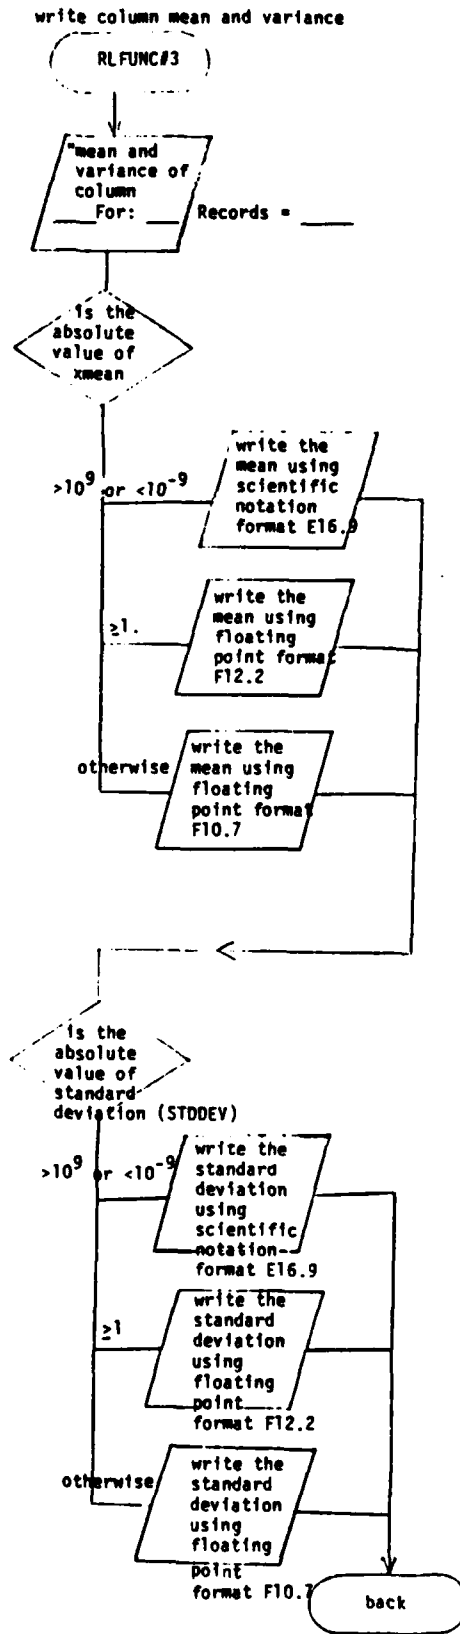 write column mean and variance
RLFUNC#3
"mean and
variance of
column
____For: ____ Records = ____
is the
absolute
value of
xmean
>10^9 or <10^-9
write the
mean using
scientific
notation
format E16.9
≥1.
write the
mean using
floating
point format
F12.2
otherwise
write the
mean using
floating
point format
F10.7
is the
absolute
value of
standard
deviation (STDDEV)
>10^9 or <10^-9
write the
standard
deviation
using
scientific
notation
format E16.9
≥1
write the
standard
deviation
using
floating
point
format F12.2
otherwise
write the
standard
deviation
using
floating
point
format F10.7
back